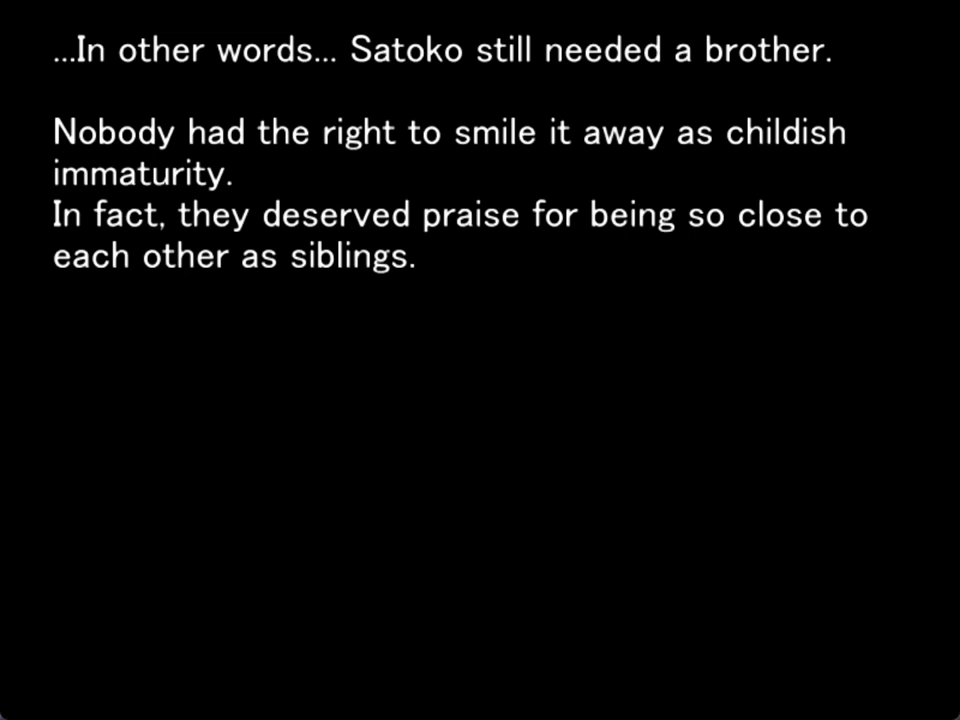 ...In other words... Satoko still needed a brother.
Nobody had the right to smile it away as childish
immaturity.
In fact, they deserved praise for being so close to
each other as siblings.